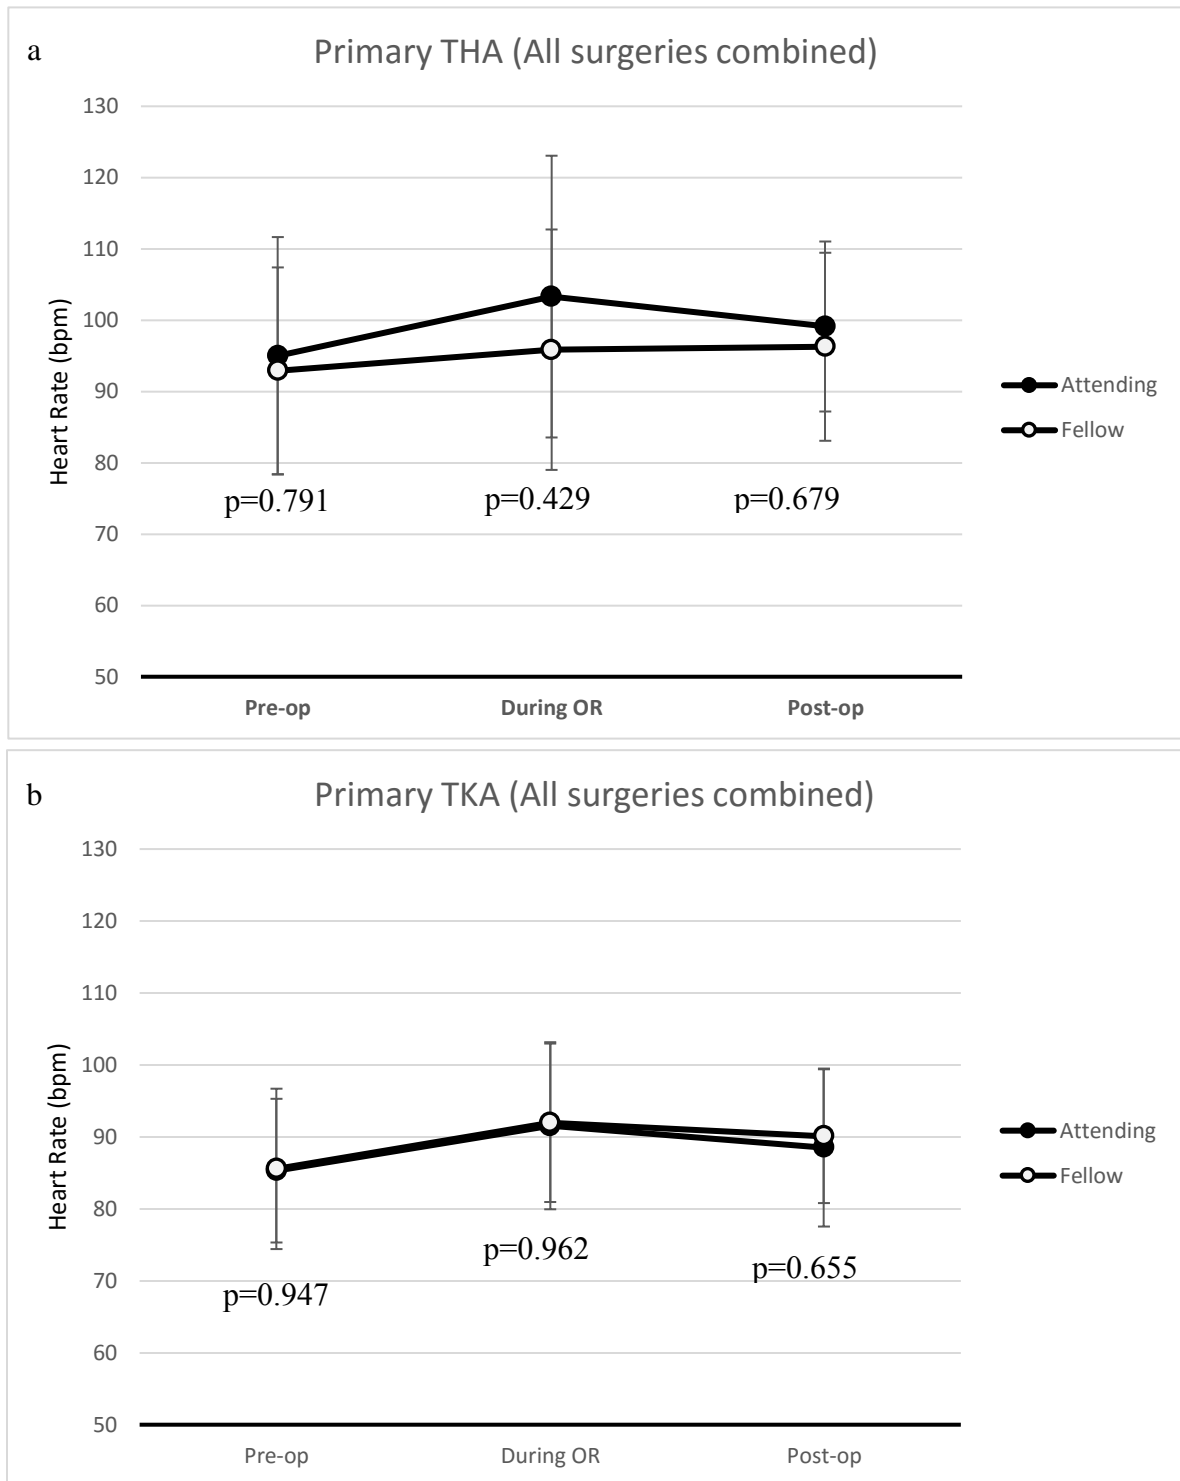 a
Primary THA (All surgeries combined)
130
120
110
100
90
80
70
60
50
Heart Rate (bpm)
Attending
Fellow
p=0.791
p=0.429
p=0.679
Pre-op
During OR
Post-op
b
Primary TKA (All surgeries combined)
130
120
110
100
90
80
70
60
50
Heart Rate (bpm)
Attending
Fellow
p=0.947
p=0.962
p=0.655
Pre-op
During OR
Post-op